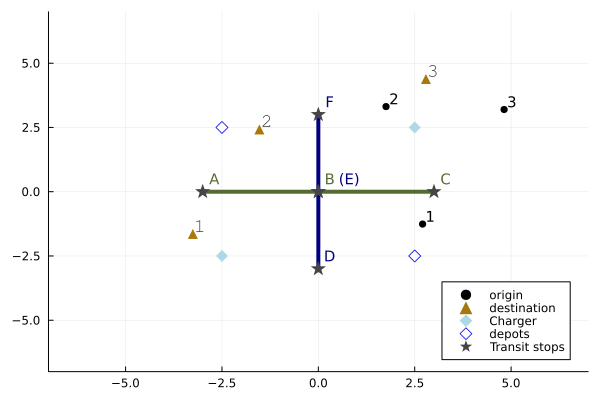 5.0
2.5
0.0
−2.5
−5.0
3
2
3
F
2
A
B (E)
C
1
1
D
origin
destination
Charger
depots
Transit stops
−5.0 −2.5 0.0 2.5 5.0